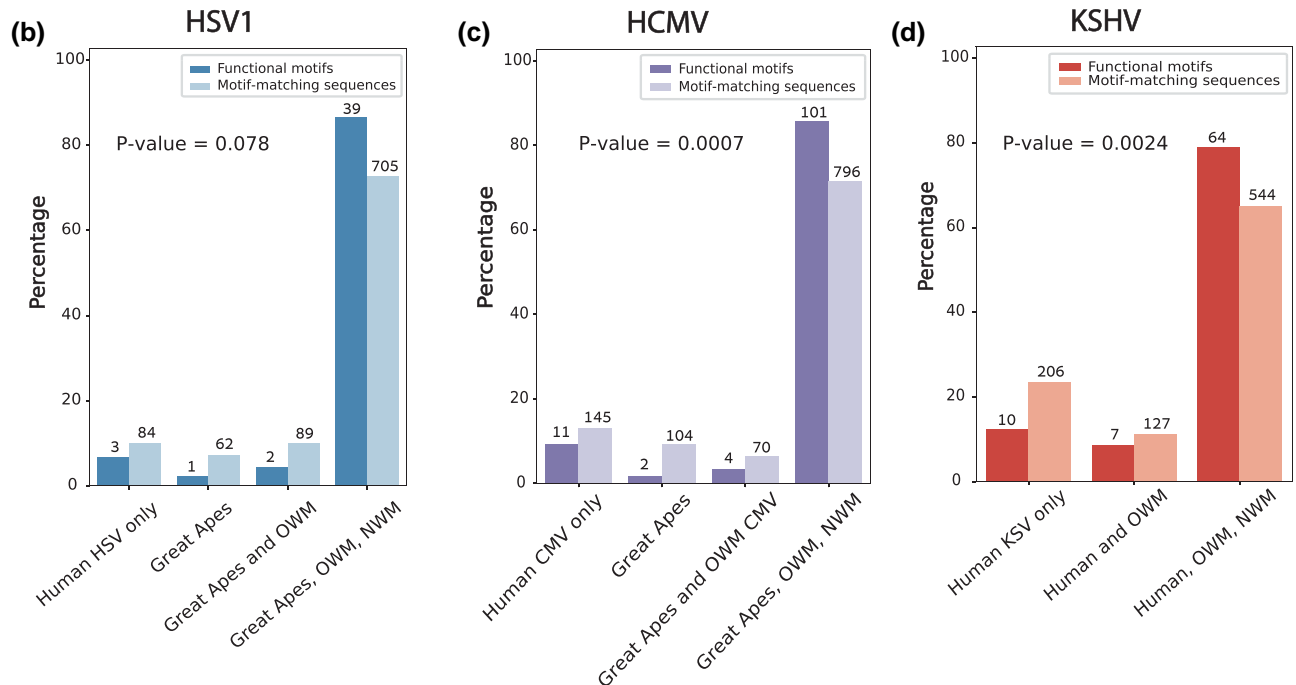 (b)
HSV1
Functional motifs
Motif-matching sequences
P-value = 0.078
Percentage
100
80
60
40
20
0
3
84
1
62
2
89
39
705
Human HSV only
Great Apes
Great Apes and OWM
Great Apes, OWM, NWM
(c)
HCMV
Functional motifs
Motif-matching sequences
P-value = 0.0007
Percentage
100
80
60
40
20
0
11
145
2
104
4
70
101
796
Human CMV only
Great Apes
Great Apes and OWM CMV
Great Apes, OWM, NWM
(d)
KSHV
Functional motifs
Motif-matching sequences
P-value = 0.0024
Percentage
100
80
60
40
20
0
10
206
7
127
64
544
Human KSV only
Human and OWM
Human, OWM, NWM